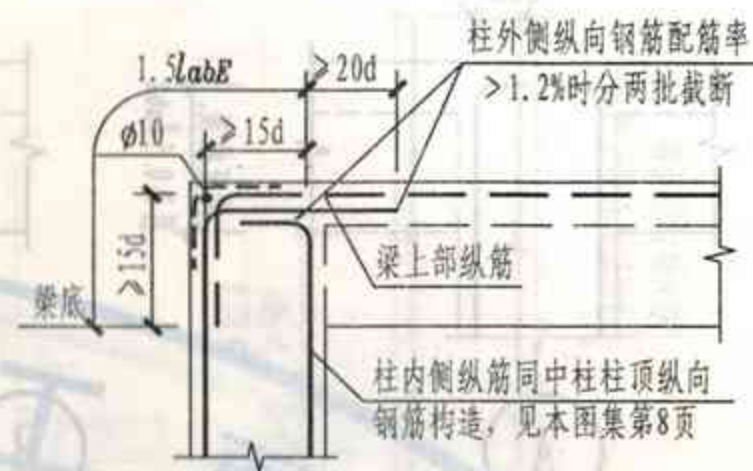 柱外侧纵向钢筋配筋率
>1.2%时分两批截断
1.5labE
≥20d
ø10
≥15d
≥15d
梁上部纵筋
梁底
柱内侧纵筋同中柱柱顶纵向
钢筋构造，见本图集第8页